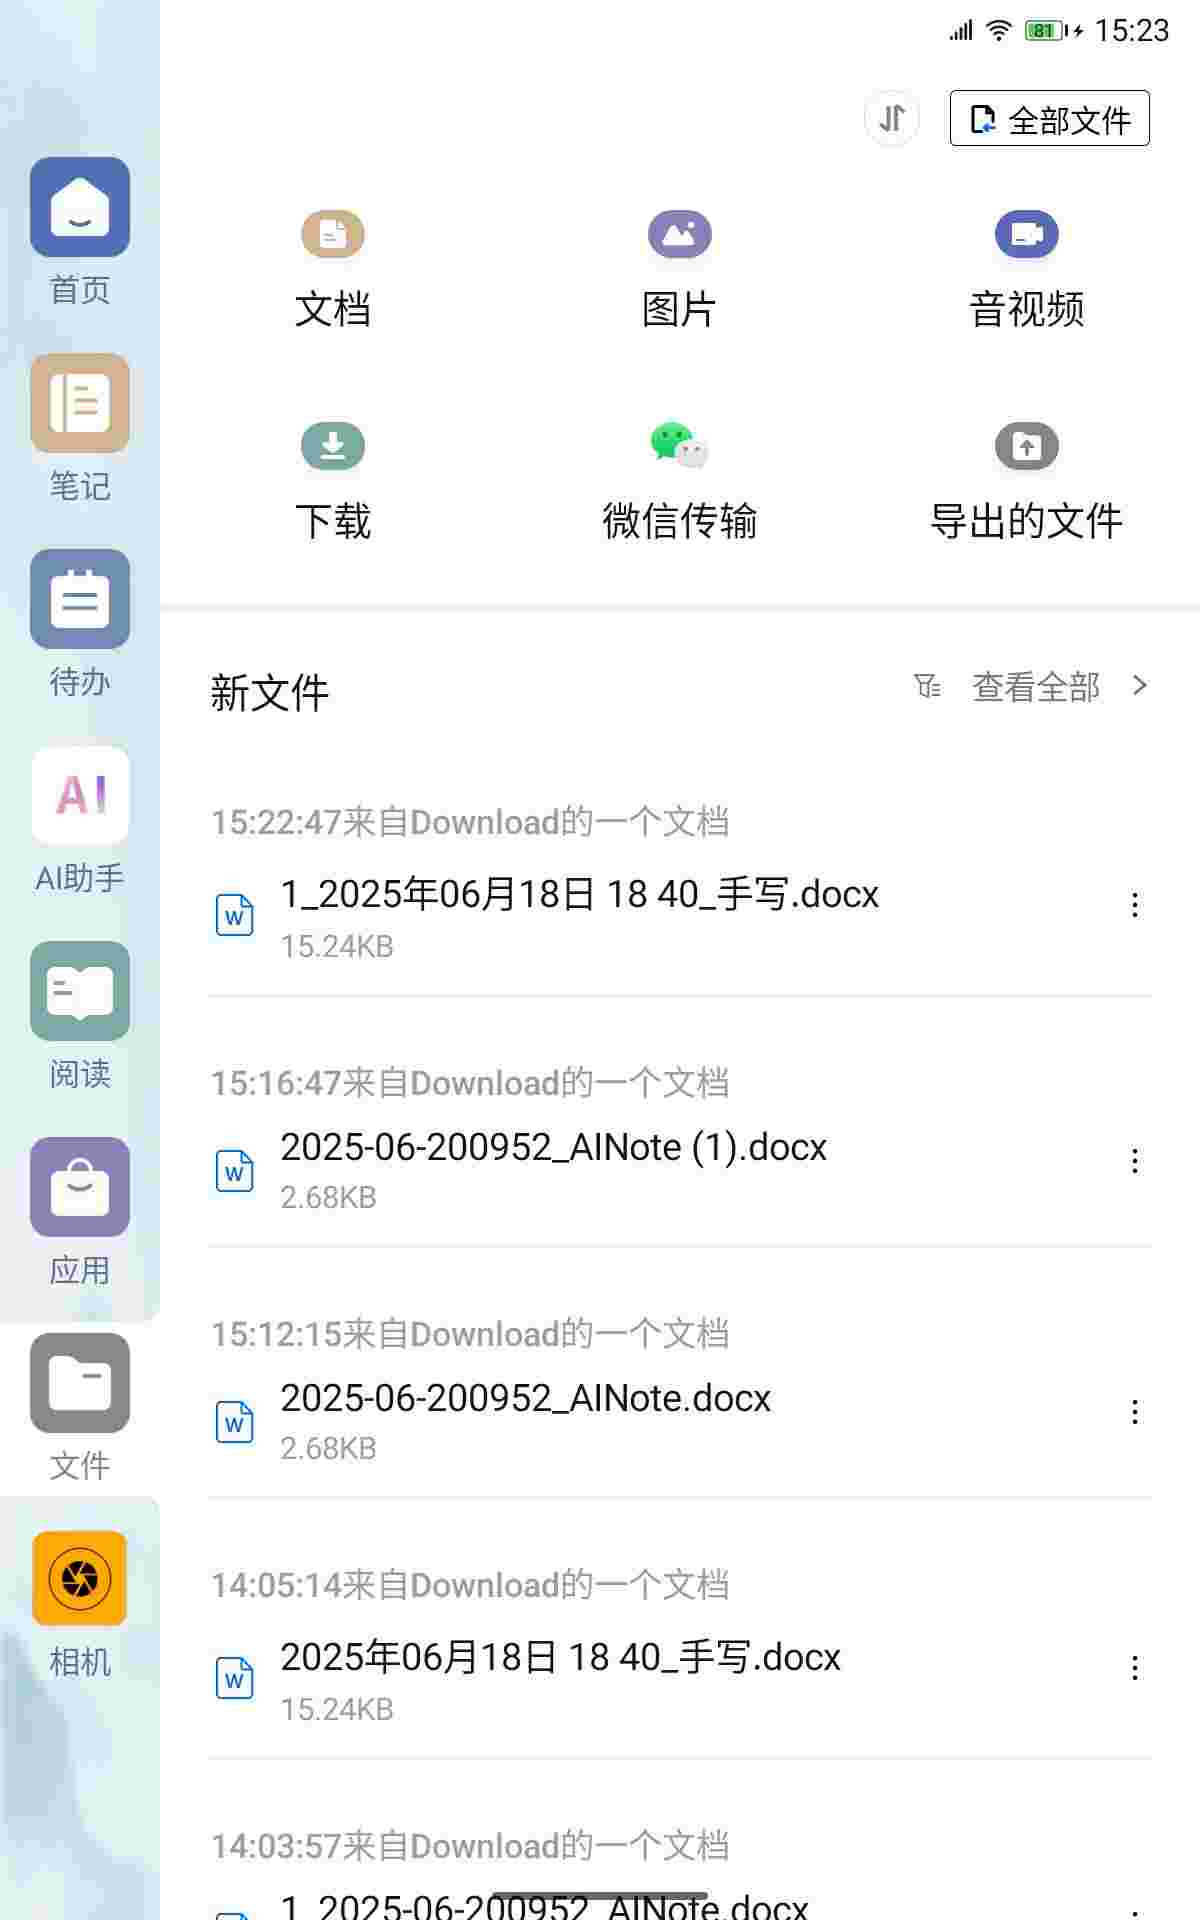 81 15:23
全部文件
首页
文档 图片 音视频
笔记
下载 微信传输 导出的文件
待办
新文件 查看全部
AI
AI助手
15:22:47来自Download的一个文档
1_2025年06月18日 18 40_手写.docx
15.24KB
阅读
15:16:47来自Download的一个文档
W 2025-06-200952_AINote (1).docx
2.68KB
应用
15:12:15来自Download的一个文档
W 2025-06-200952_AINote.docx
2.68KB
文件
14:05:14来自Download的一个文档
相机
W 2025年06月18日 18 40_手写.docx
15.24KB
14:03:57来自Download的一个文档
1_2025-06-200952_AINote.docx